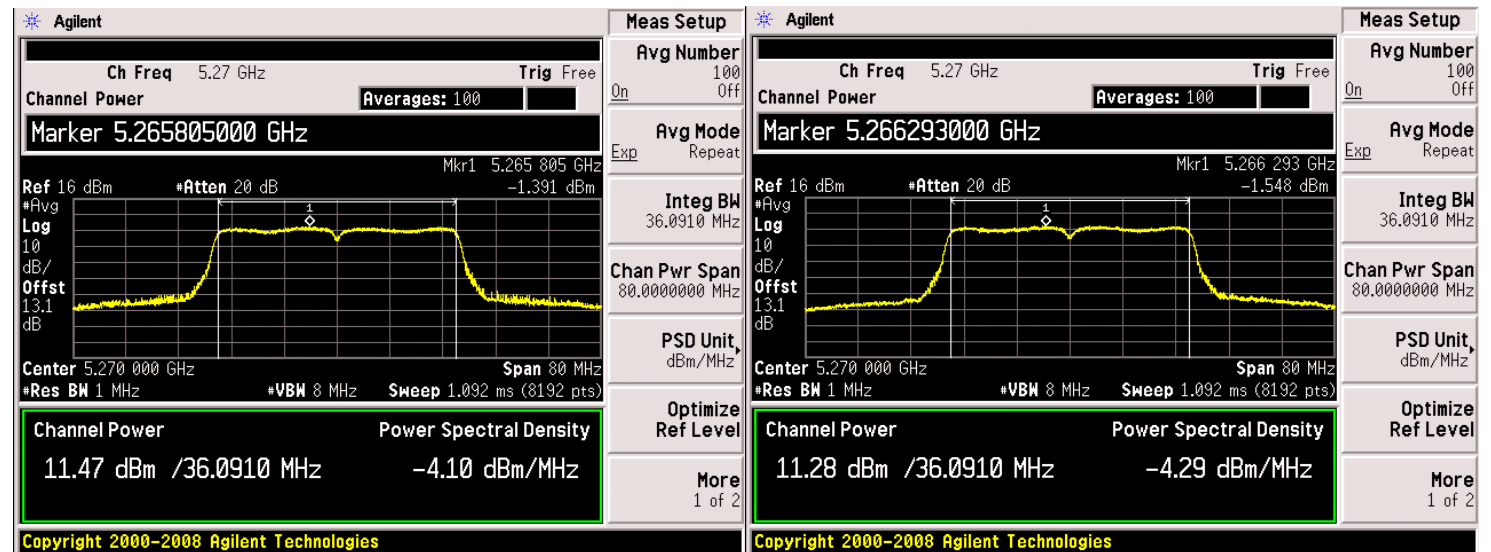 Agilent
Meas Setup
Ch Freq 5.27 GHz Trig Free
Channel Power Averages: 100
Marker 5.265805000 GHz
Mkr1 5.265 805 GHz
Ref 16 dBm #Atten 20 dB -1.391 dBm
#Avg
Log
10
dB/
Offst
13.1
dB
1
Center 5.270 000 GHz Span 80 MHz
#Res BW 1 MHz #VBW 8 MHz Sweep 1.092 ms (8192 pts)
Channel Power Power Spectral Density
11.47 dBm /36.0910 MHz -4.10 dBm/MHz
Avg Number
100
On Off
Avg Mode
Exp Repeat
Integ BW
36.0910 MHz
Chan Pwr Span
80.0000000 MHz
PSD Unit
dBm/MHz
Optimize
Ref Level
More
1 of 2
Copyright 2000-2008 Agilent Technologies
Agilent
Meas Setup
Ch Freq 5.27 GHz Trig Free
Channel Power Averages: 100
Marker 5.266293000 GHz
Mkr1 5.266 293 GHz
Ref 16 dBm #Atten 20 dB -1.548 dBm
#Avg
Log
10
dB/
Offst
13.1
dB
1
Center 5.270 000 GHz Span 80 MHz
#Res BW 1 MHz #VBW 8 MHz Sweep 1.092 ms (8192 pts)
Channel Power Power Spectral Density
11.28 dBm /36.0910 MHz -4.29 dBm/MHz
Avg Number
100
On Off
Avg Mode
Exp Repeat
Integ BW
36.0910 MHz
Chan Pwr Span
80.0000000 MHz
PSD Unit
dBm/MHz
Optimize
Ref Level
More
1 of 2
Copyright 2000-2008 Agilent Technologies